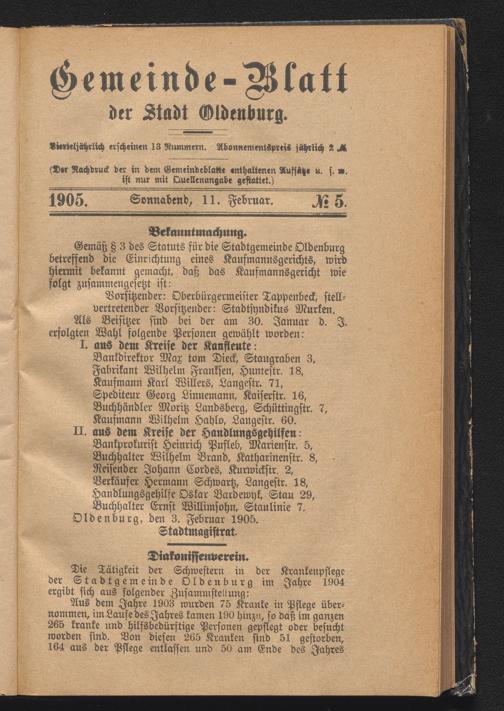 Gemeinde-Blatt
der Stadt Oldenburg.
Vierteljährlich erscheinen 13 Nummern. Abonnementspreis jährlich 2 ℳ
(Der Nachdruck der in dem Gemeindeblatte enthaltenen Aufsätze u. s. w.
ist nur mit Quellenangabe gestattet.)
1905. Sonnabend, 11. Februar. № 5.
Bekanntmachung.
Gemäß § 3 des Statuts für die Stadtgemeinde Oldenburg
betreffend die Einrichtung eines Kaufmannsgerichts, wird
hiermit bekannt gemacht, daß das Kaufmannsgericht wie
folgt zusammengesetzt ist:
Vorsitzender: Oberbürgermeister Tappenbeck, stell-
vertretender Vorsitzender: Stadtsyndikus Murken.
Als Beisitzer sind bei der am 30. Januar d. J.
erfolgten Wahl folgende Personen gewählt worden:
I. aus dem Kreise der Kaufleute:
Bankdirektor Max tom Dieck, Staugraben 3,
Fabrikant Wilhelm Franksen, Huntestr. 18,
Kaufmann Karl Willers, Langestr. 71,
Spediteur Georg Linnemann, Kaiserstr. 16,
Buchhändler Moritz Landsberg, Schüttingstr. 7,
Kaufmann Wilhelm Hahlo, Langestr. 60.
II. aus dem Kreise der Handlungsgehilfen:
Bankprokurist Heinrich Pufleb, Marienstr. 5,
Buchhalter Wilhelm Brand, Katharinenstr. 8,
Reisender Johann Cordes, Kurwickstr. 2,
Verkäufer Hermann Schwartz, Langestr. 18,
Handlungsgehilfe Oskar Bardewyk, Stau 29,
Buchhalter Ernst Willimsohn, Staulinie 7.
Oldenburg, den 3. Februar 1905.
Stadtmagistrat.
Diakonissenverein.
Die Tätigkeit der Schwestern in der Krankenpflege
der Stadtgemeinde Oldenburg im Jahre 1904
ergibt sich aus folgender Zusammstellung:
Aus dem Jahre 1903 wurden 75 Kranke in Pflege über-
nommen, im Laufe des Jahres kamen 190 hinzu, so daß im ganzen
265 kranke und hilfsbedürftige Personen gepflegt oder besucht
worden sind. Von diesen 265 Kranken sind 51 gestorben,
164 aus der Pflege entlassen und 50 am Ende des Jahres